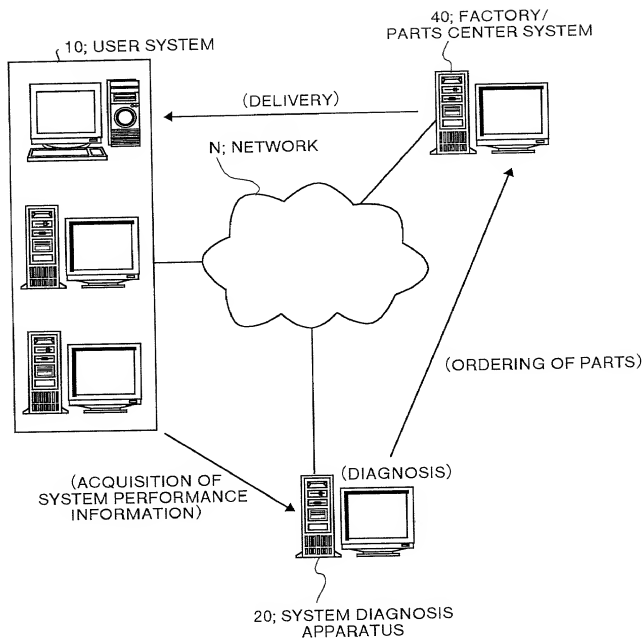 10; USER SYSTEM
40; FACTORY/
PARTS CENTER SYSTEM
(DELIVERY)
N; NETWORK
(ORDERING OF PARTS)
(ACQUISITION OF
SYSTEM PERFORMANCE
INFORMATION)
(DIAGNOSIS)
20; SYSTEM DIAGNOSIS
APPARATUS